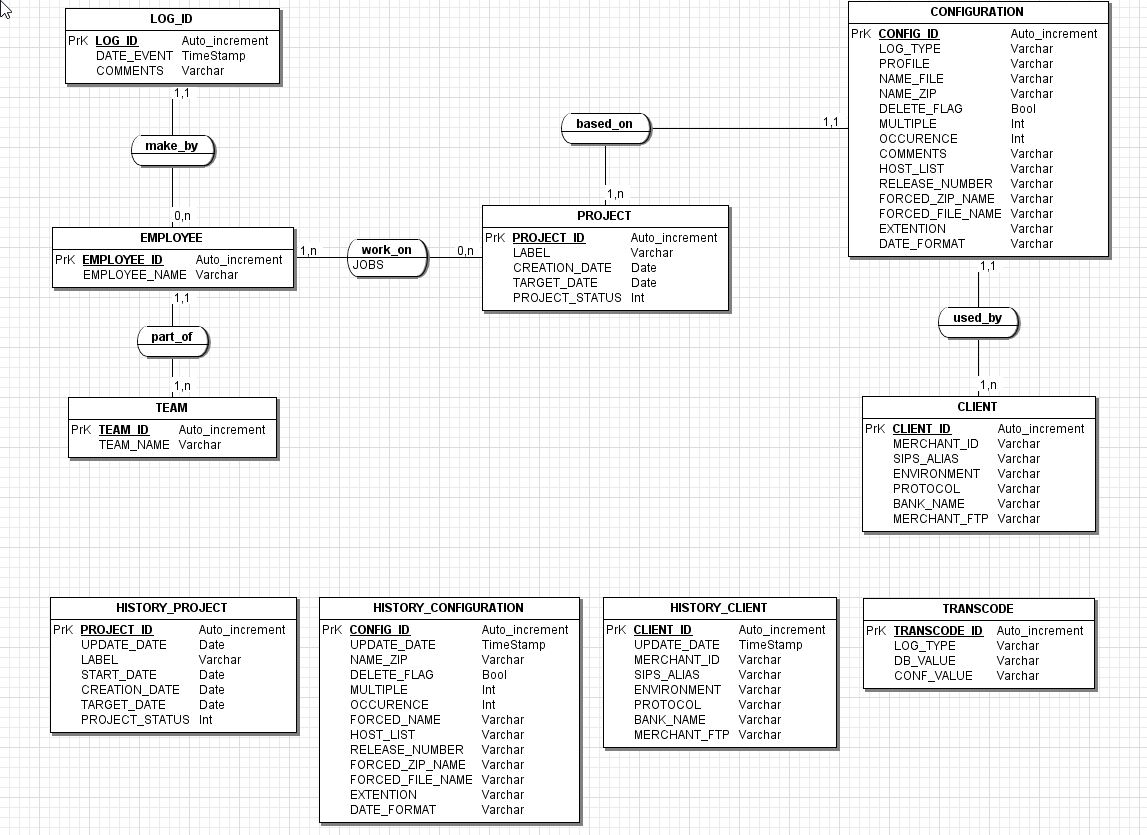 LOG_ID
PrK LOG_ID Auto_increment
DATE_EVENT TimeStamp
COMMENTS Varchar
1,1
make_by
0,n
EMPLOYEE
PrK EMPLOYEE_ID Auto_increment
EMPLOYEE_NAME Varchar
1,n
work_on
JOBS
0,n
1,1
part_of
1,n
TEAM
PrK TEAM_ID Auto_increment
TEAM_NAME Varchar
based_on
1,1
1,n
PROJECT
PrK PROJECT_ID Auto_increment
LABEL Varchar
CREATION_DATE Date
TARGET_DATE Date
PROJECT_STATUS Int
CONFIGURATION
PrK CONFIG_ID Auto_increment
LOG_TYPE Varchar
PROFILE Varchar
NAME_FILE Varchar
NAME_ZIP Varchar
DELETE_FLAG Bool
MULTIPLE Int
OCCURENCE Int
COMMENTS Varchar
HOST_LIST Varchar
RELEASE_NUMBER Varchar
FORCED_ZIP_NAME Varchar
FORCED_FILE_NAME Varchar
EXTENTION Varchar
DATE_FORMAT Varchar
1,1
used_by
1,n
CLIENT
PrK CLIENT_ID Auto_increment
MERCHANT_ID Varchar
SIPS_ALIAS Varchar
ENVIRONMENT Varchar
PROTOCOL Varchar
BANK_NAME Varchar
MERCHANT_FTP Varchar
HISTORY_PROJECT
PrK PROJECT_ID Auto_increment
UPDATE_DATE Date
LABEL Varchar
START_DATE Date
CREATION_DATE Date
TARGET_DATE Date
PROJECT_STATUS Int
HISTORY_CONFIGURATION
PrK CONFIG_ID Auto_increment
UPDATE_DATE TimeStamp
NAME_ZIP Varchar
DELETE_FLAG Bool
MULTIPLE Int
OCCURENCE Int
FORCED_NAME Varchar
HOST_LIST Varchar
RELEASE_NUMBER Varchar
FORCED_ZIP_NAME Varchar
FORCED_FILE_NAME Varchar
EXTENTION Varchar
DATE_FORMAT Varchar
HISTORY_CLIENT
PrK CLIENT_ID Auto_increment
UPDATE_DATE TimeStamp
MERCHANT_ID Varchar
SIPS_ALIAS Varchar
ENVIRONMENT Varchar
PROTOCOL Varchar
BANK_NAME Varchar
MERCHANT_FTP Varchar
TRANSCODE
PrK TRANSCODE_ID Auto_increment
LOG_TYPE Varchar
DB_VALUE Varchar
CONF_VALUE Varchar